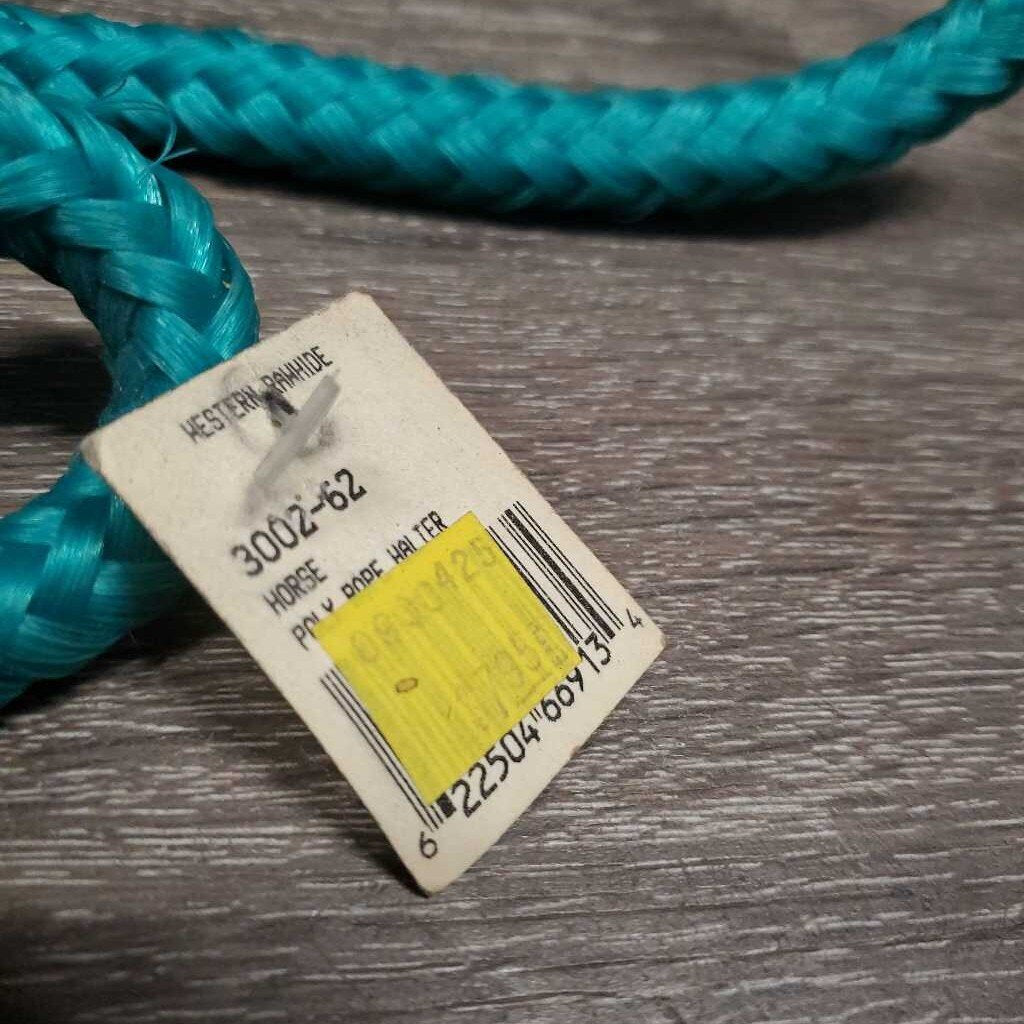 WESTERN RAWHIDE
3002-62
HORSE
POLY ROPE HALTER
6 22504 66913 4